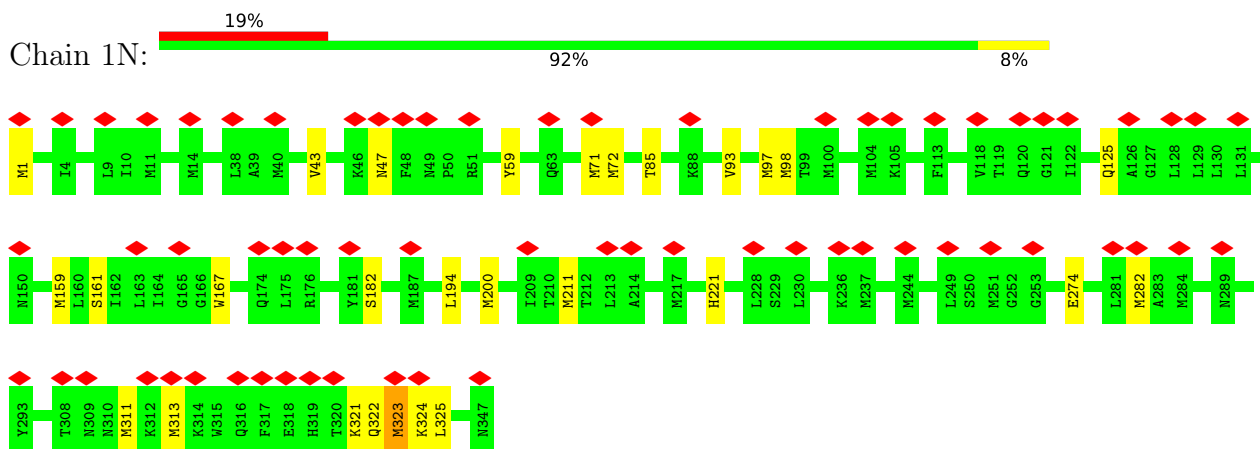 19%
Chain 1N:
92% 8%
M1 I4 L9 I10 M11 M14 L38 A39 M40 V43 K46 N47 F48 N49 P50 R51 Y59 Q63 M71 M72 T85 K88 V93 M97 M98 T99 M100 M104 K105 F113 V118 T119 Q120 G121 I122 Q125 A126 G127 L128 L129 L130 L131
N150 M159 L160 S161 I162 L163 I164 G165 G166 W167 Q174 L175 R176 Y181 S182 M187 L194 M200 I209 T210 M211 T212 L213 A214 M217 H221 L228 S229 L230 K236 M237 M244 L249 S250 M251 G252 G253 E274 L281 M282 A283 M284 N289
Y293 T308 N309 N310 M311 K312 M313 K314 W315 Q316 F317 E318 H319 T320 K321 Q322 M323 K324 L325 N347